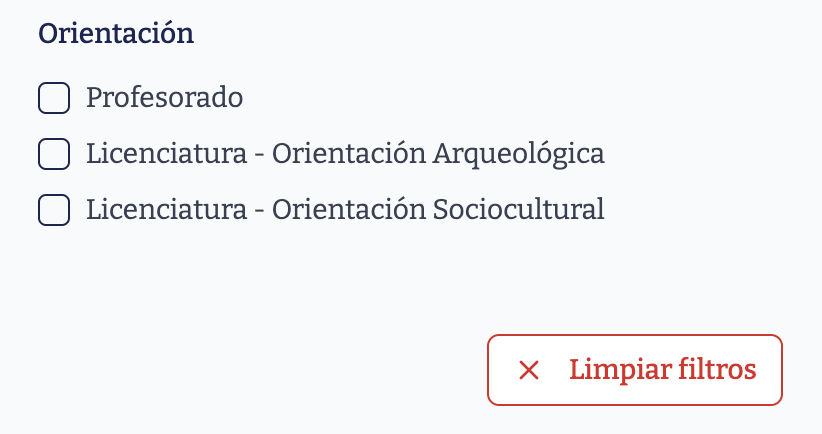 Orientación
Profesorado
Licenciatura - Orientación Arqueológica
Licenciatura - Orientación Sociocultural
Limpiar filtros